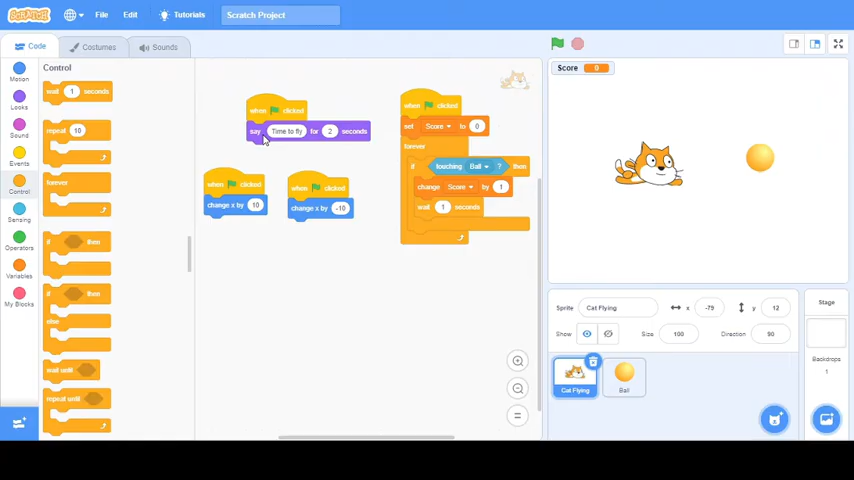 SCRATCH
File
Edit
Tutorials
Scratch Project
Code
Costumes
Sounds
Motion
Looks
Sound
Events
Control
Sensing
Operators
Variables
My Blocks
Control
wait 1 seconds
repeat 10
forever
if then
if then
else
wait until
repeat until
when clicked
say Time to fly for 2 seconds
when clicked
change x by 10
when clicked
change x by -10
when clicked
set Score to 0
forever
if touching Ball ? then
change Score by 1
wait 1 seconds
Score 0
Sprite Cat Flying x -79 y 12
Show Size 100 Direction 90
Cat Flying
Ball
Stage
Backdrops
1